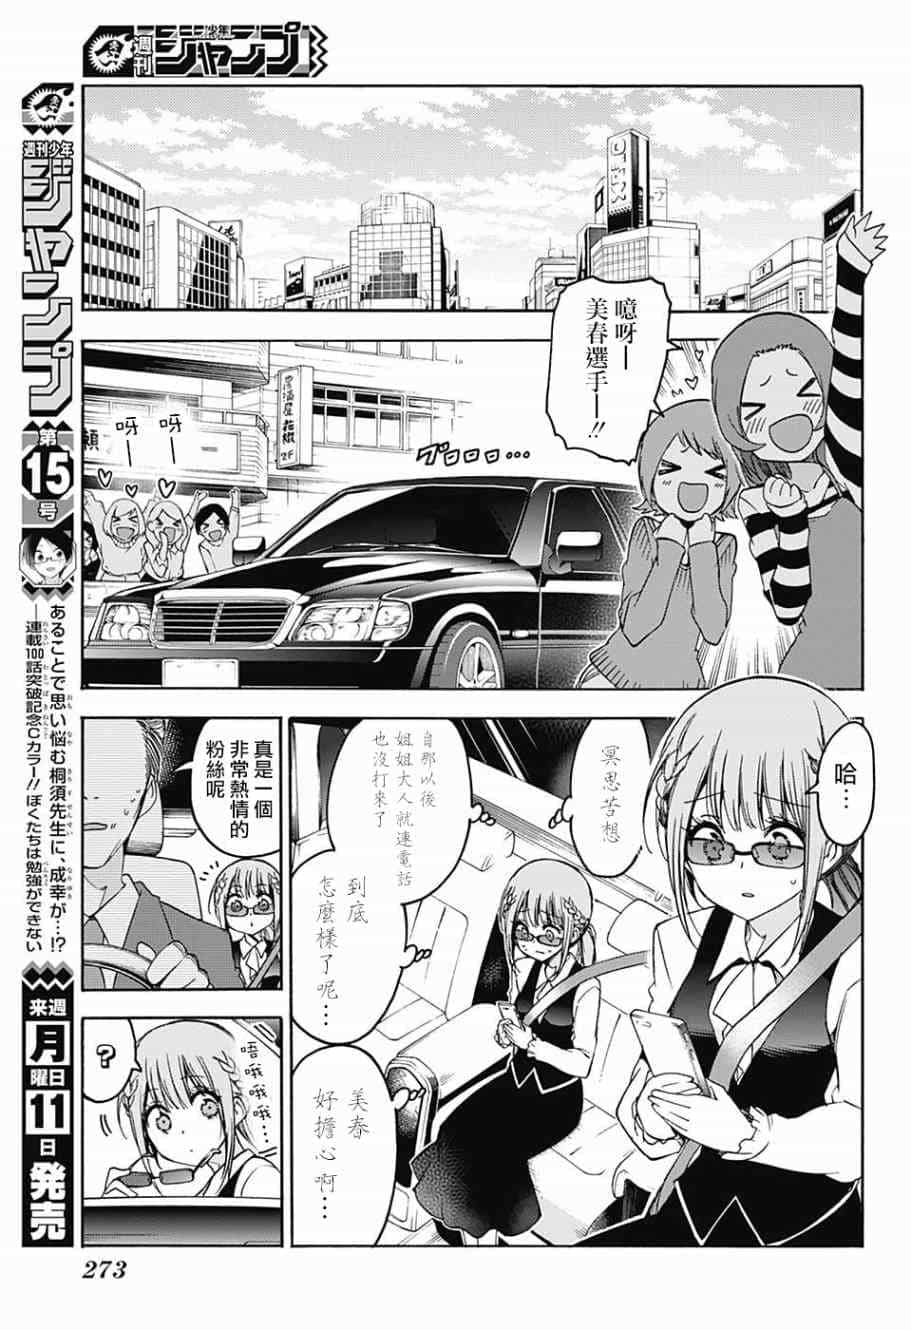 週刊
少年
ジャンプ
週刊少年
ジャンプ
第
15
号
あることで思い悩む桐須先生に、成幸が…!?
―連載100話突破記念Cカラー!!ぼくたちは勉強ができない
来週
月
曜日
11
日
発売
噫呀ー
美春選手ー!!
呀ー
呀ー
居酒屋
2F
ブロロロ…
哈…
冥思苦想
自那以後
姐姐大人就連電話
也沒打來了
到底
怎麼樣了呢…
美春
好擔心啊…
真是一個
非常熱情的
粉絲呢
唔哦哦哦…
?
273